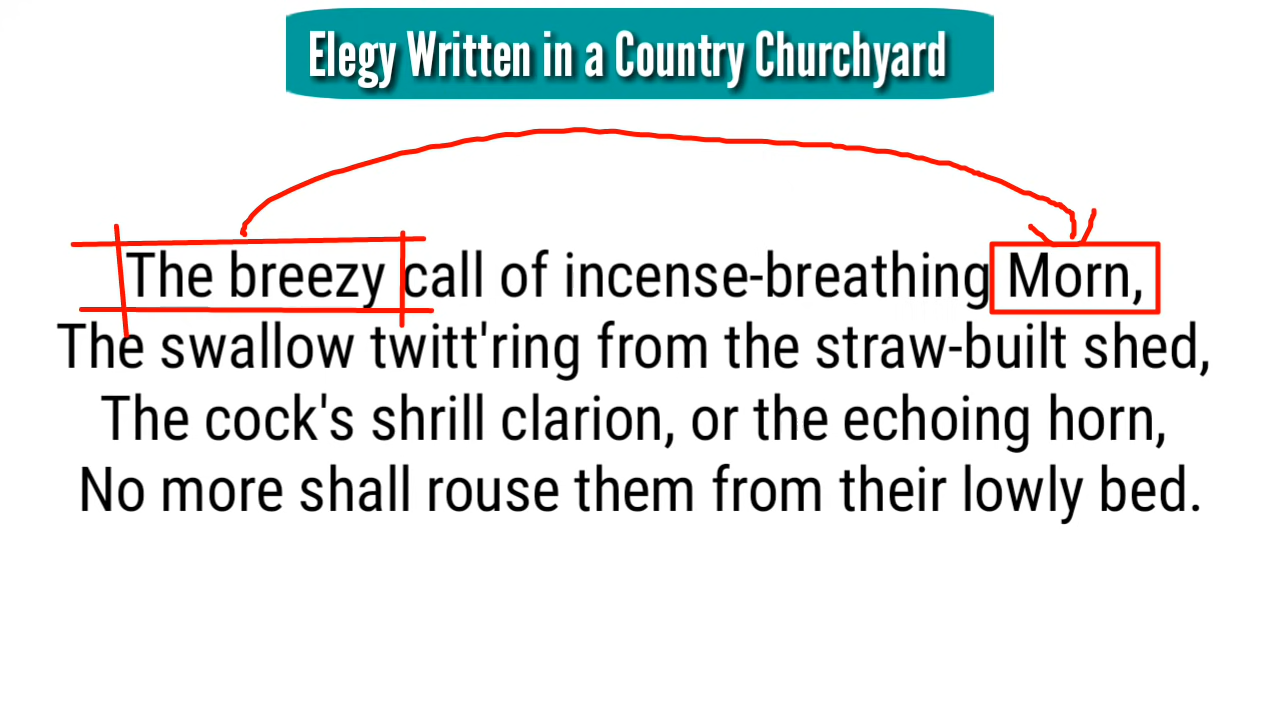 Elegy Written in a Country Churchyard
The breezy call of incense-breathing Morn,
The swallow twitt'ring from the straw-built shed,
The cock's shrill clarion, or the echoing horn,
No more shall rouse them from their lowly bed.